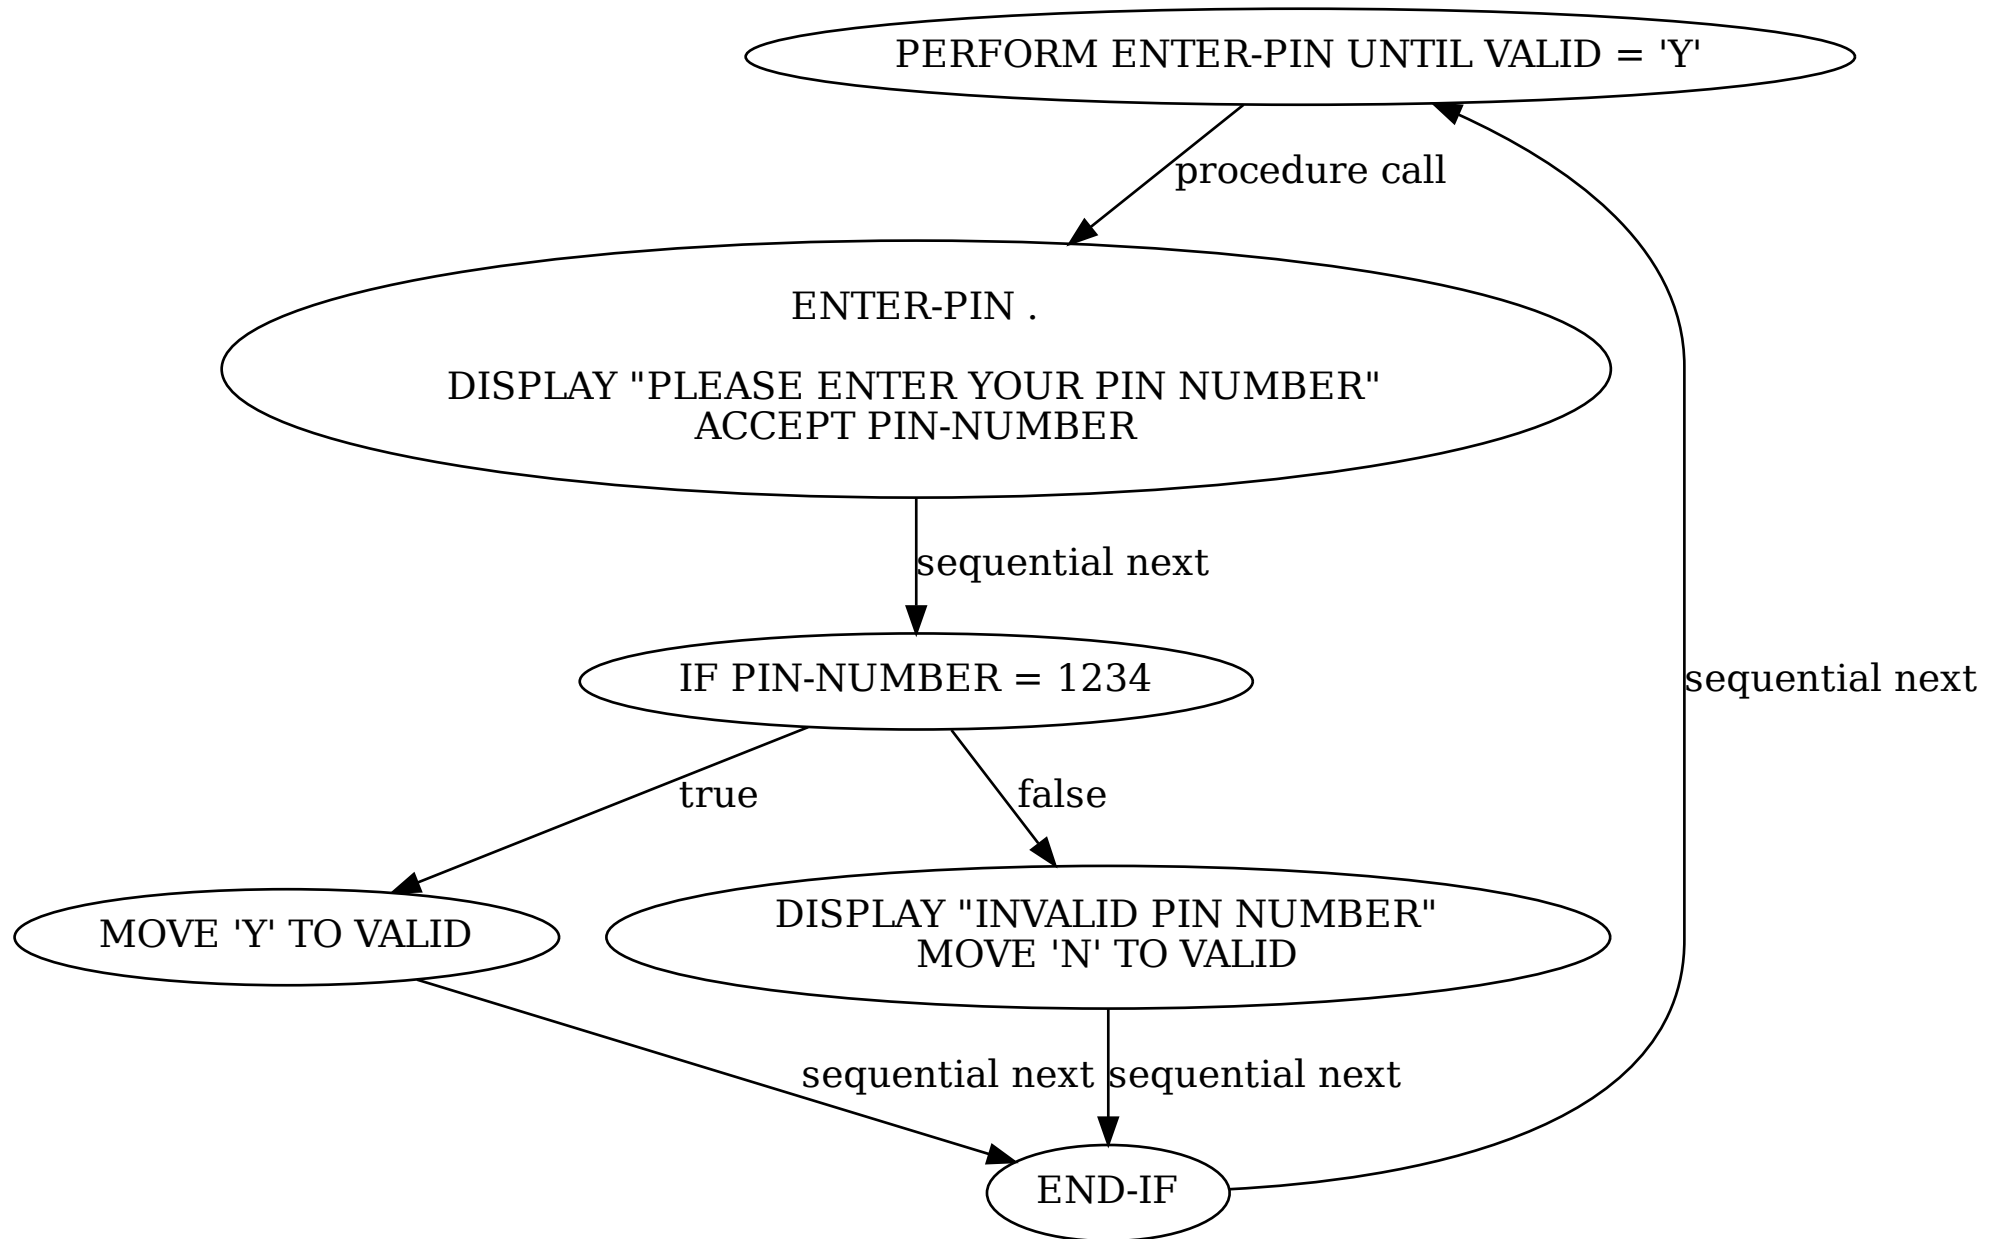 PERFORM ENTER-PIN UNTIL VALID = 'Y'
procedure call
ENTER-PIN .
DISPLAY "PLEASE ENTER YOUR PIN NUMBER"
ACCEPT PIN-NUMBER
sequential next
IF PIN-NUMBER = 1234
sequential next
true
false
MOVE 'Y' TO VALID
DISPLAY "INVALID PIN NUMBER"
MOVE 'N' TO VALID
sequential next
sequential next
END-IF